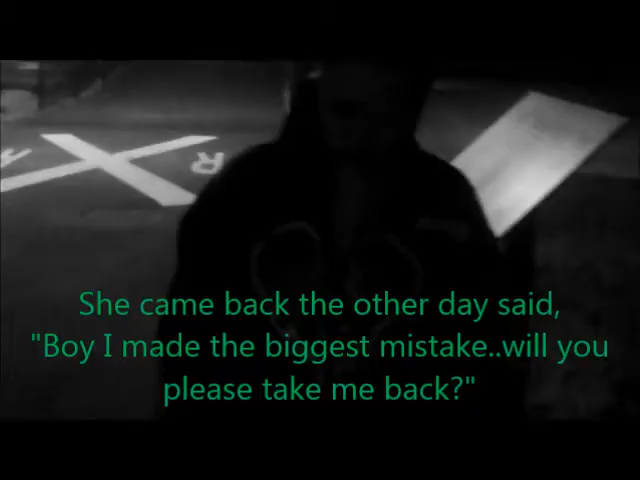 R R
She came back the other day said,
"Boy I made the biggest mistake..will you
please take me back?"